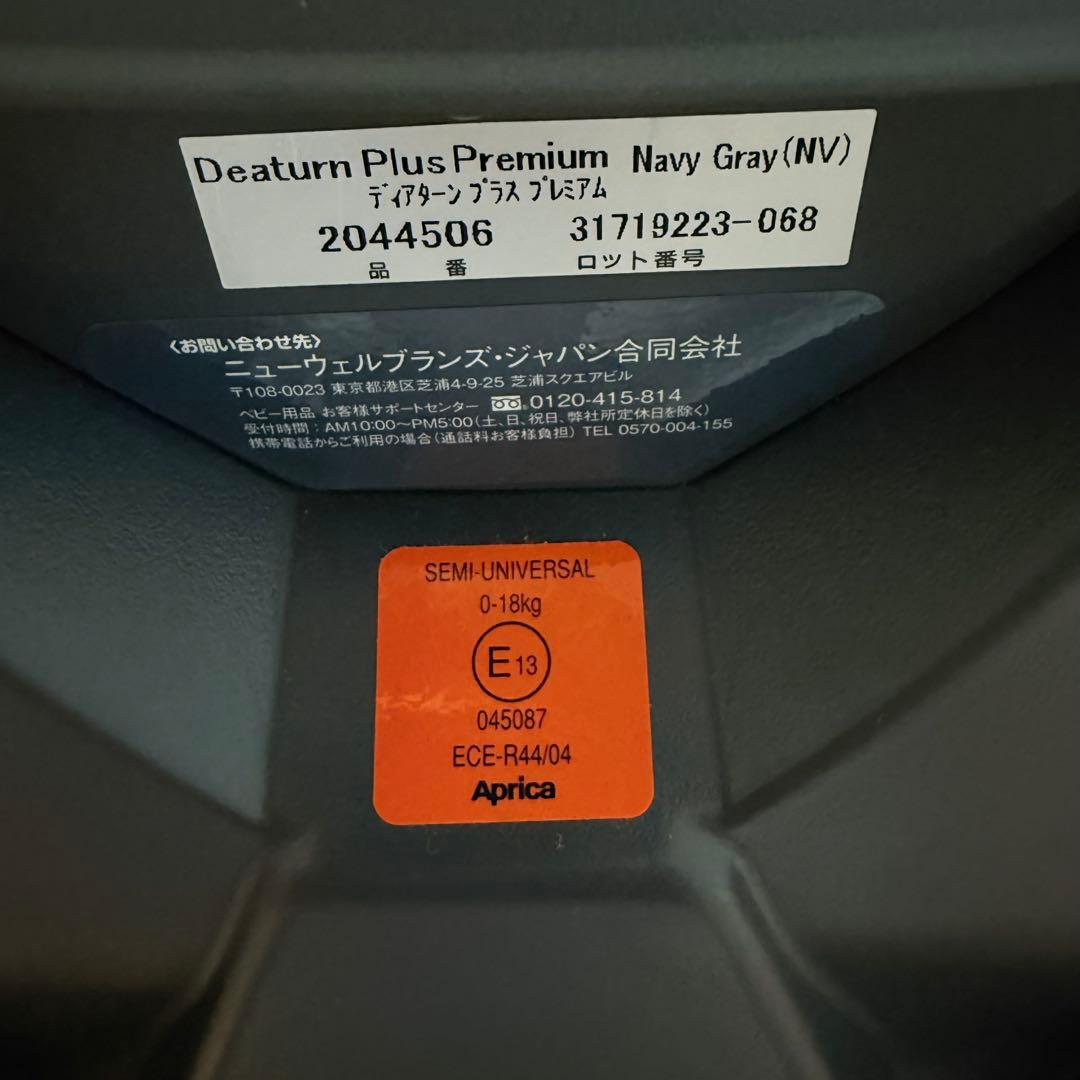 Deaturn Plus Premium Navy Gray(NV)
ディアターン プラス プレミアム
2044506 31719223-068
品 番 ロット番号
〈お問い合わせ先〉
ニューウェルブランズ・ジャパン合同会社
〒108-0023 東京都港区芝浦4-9-25 芝浦スクエアビル
ベビー用品 お客様サポートセンター 0120-415-814
受付時間：AM10:00〜PM5:00(土、日、祝日、弊社所定休日を除く)
携帯電話からご利用の場合(通話料お客様負担) TEL 0570-004-155
SEMI-UNIVERSAL
0-18kg
E13
045087
ECE-R44/04
Aprica